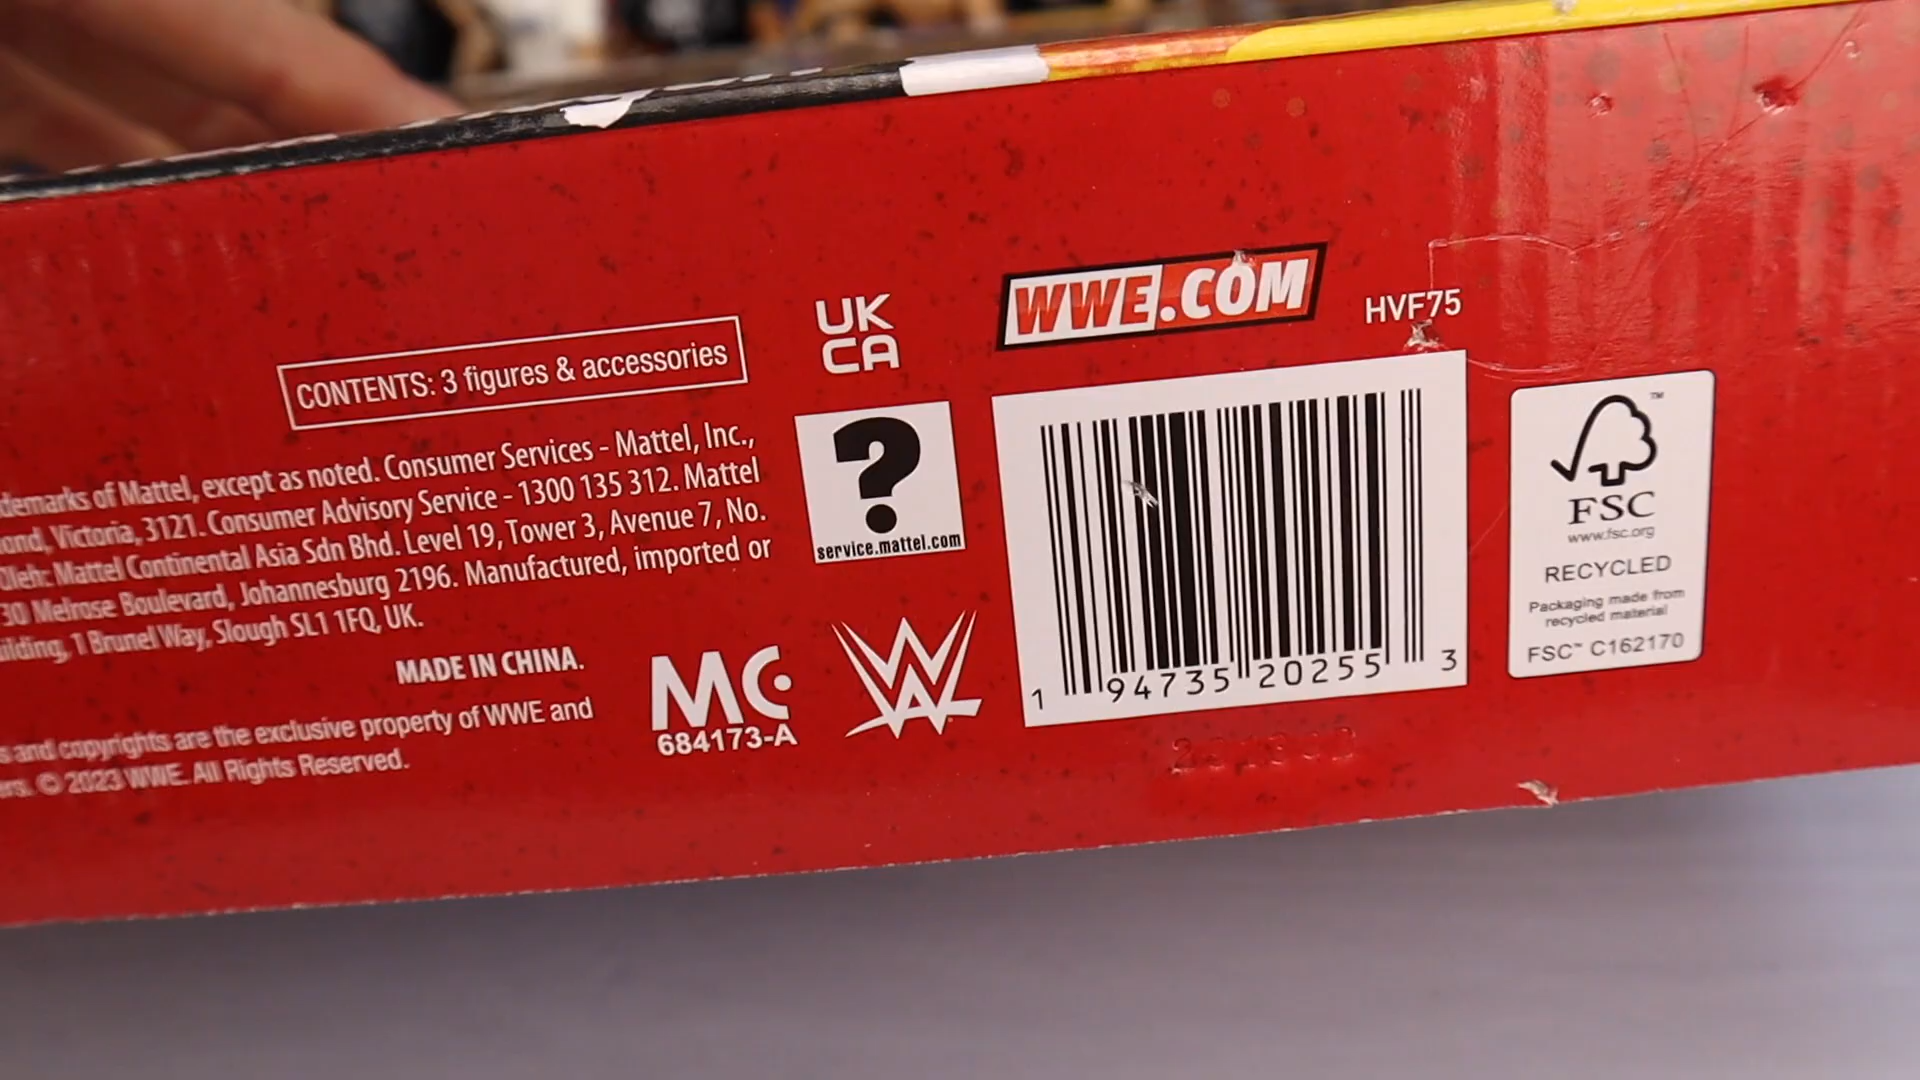 UK
CA
WWE.COM
HVF75
CONTENTS: 3 figures & accessories
demarks of Mattel, except as noted. Consumer Services - Mattel, Inc.,
ond, Victoria, 3121. Consumer Advisory Service - 1300 135 312. Mattel
Oleh: Mattel Continental Asia Sdn Bhd. Level 19, Tower 3, Avenue 7, No.
30 Melrose Boulevard, Johannesburg 2196. Manufactured, imported or
uilding, 1 Brunel Way, Slough SL1 1FQ, UK.
MADE IN CHINA.
s and copyrights are the exclusive property of WWE and
ers. © 2023 WWE. All Rights Reserved.
?
service.mattel.com
MC
684173-A
W
1 94735 20255 3
FSC
TM
www.fsc.org
RECYCLED
Packaging made from
recycled material
FSC™ C162170